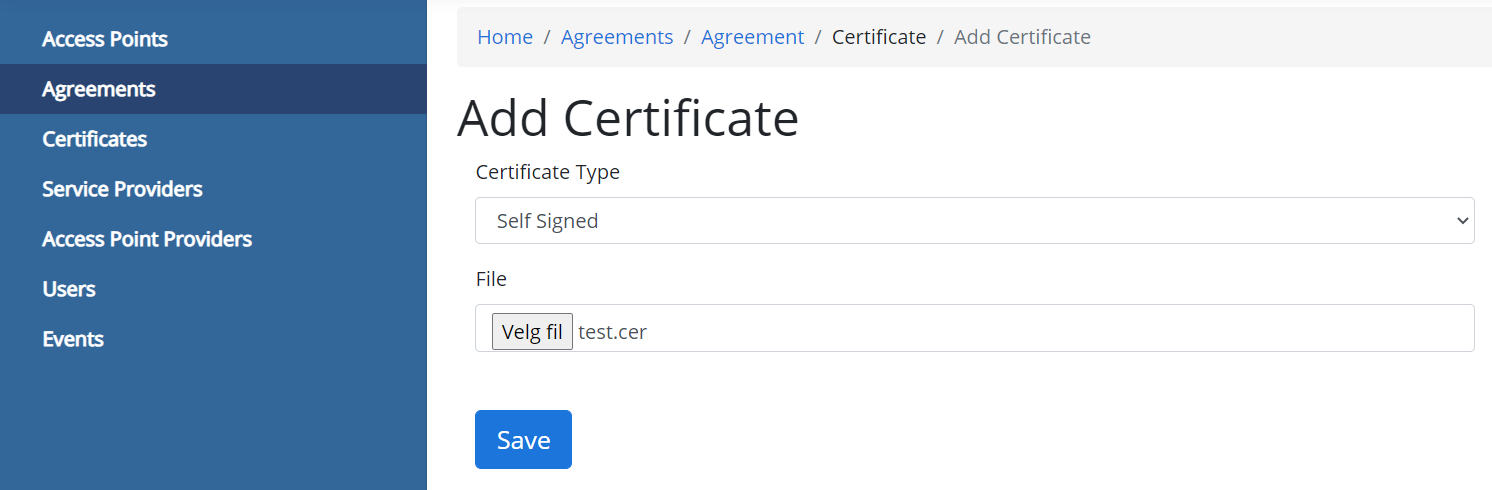 Access Points
Agreements
Certificates
Service Providers
Access Point Providers
Users
Events
Home / Agreements / Agreement / Certificate / Add Certificate
Add Certificate
Certificate Type
Self Signed
File
Velg fil test.cer
Save